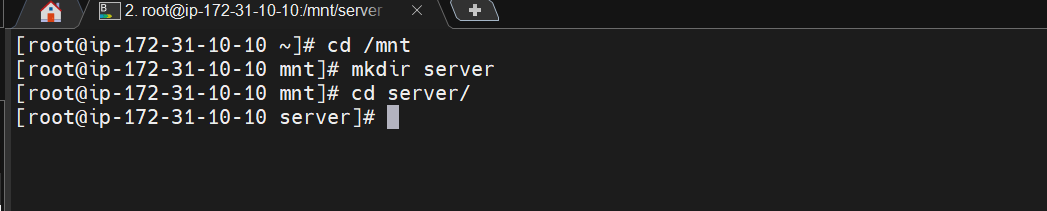 2. root@ip-172-31-10-10:/mnt/server
[root@ip-172-31-10-10 ~]# cd /mnt
[root@ip-172-31-10-10 mnt]# mkdir server
[root@ip-172-31-10-10 mnt]# cd server/
[root@ip-172-31-10-10 server]#